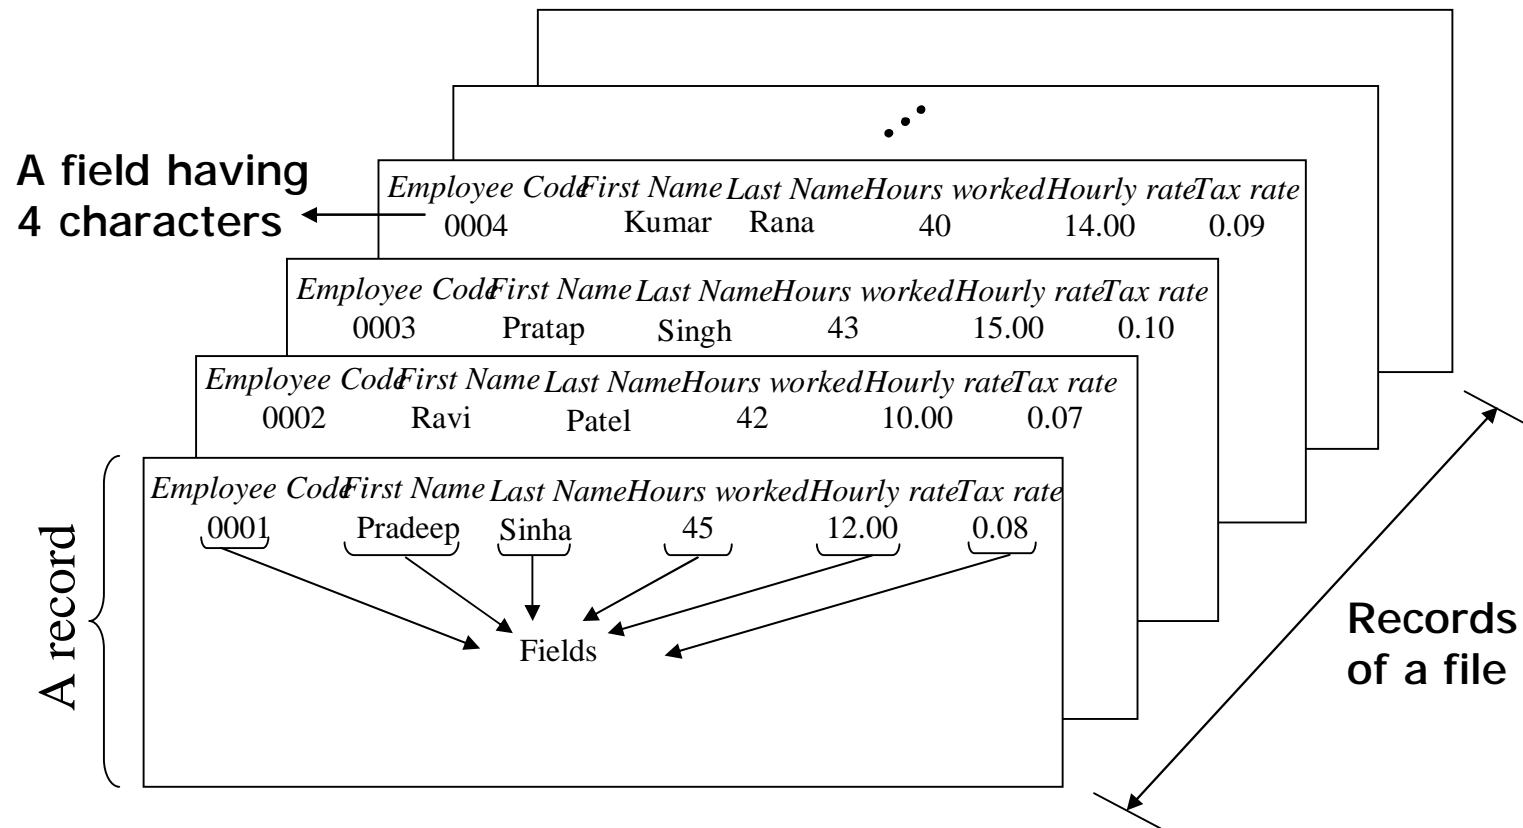 A field having
4 characters
Employee Code First Name Last Name Hours worked Hourly rate Tax rate
0004 Kumar Rana 40 14.00 0.09
Employee Code First Name Last Name Hours worked Hourly rate Tax rate
0003 Pratap Singh 43 15.00 0.10
Employee Code First Name Last Name Hours worked Hourly rate Tax rate
0002 Ravi Patel 42 10.00 0.07
Employee Code First Name Last Name Hours worked Hourly rate Tax rate
0001 Pradeep Sinha 45 12.00 0.08
Fields
A record
Records
of a file